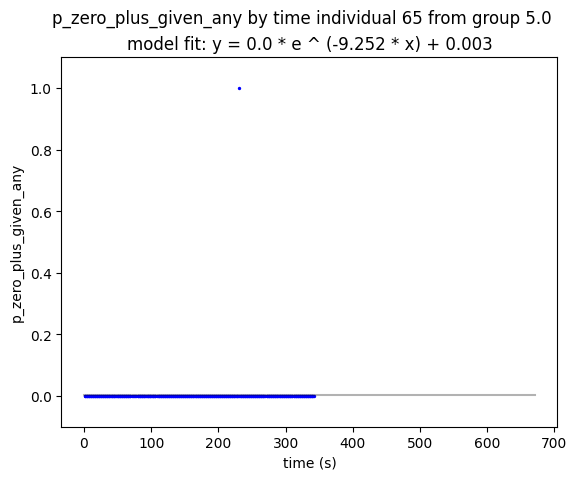 p_zero_plus_given_any by time individual 65 from group 5.0
model fit: y = 0.0 * e ^ (-9.252 * x) + 0.003
1.0
0.8
0.6
0.4
0.2
0.0
p_zero_plus_given_any
0 100 200 300 400 500 600 700
time (s)